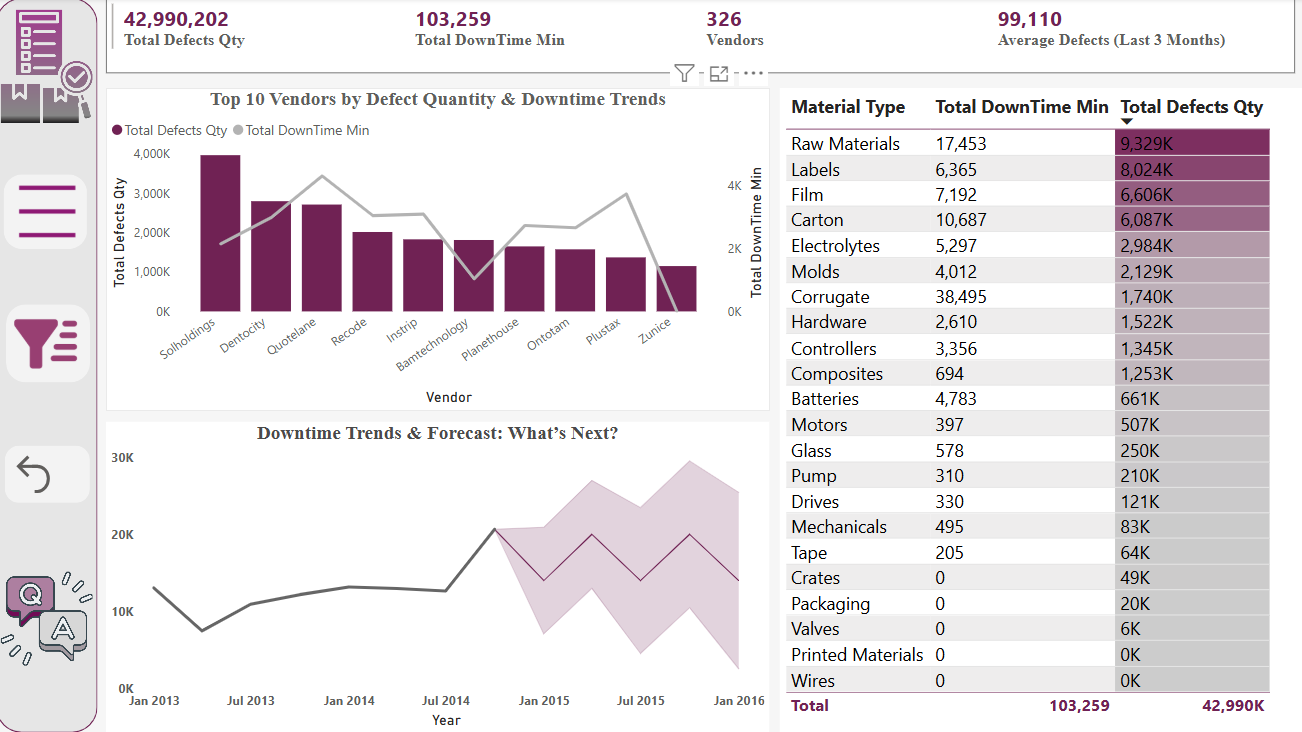 42,990,202 103,259 326 99,110
Total Defects Qty Total DownTime Min Vendors Average Defects (Last 3 Months)
Top 10 Vendors by Defect Quantity & Downtime Trends
Total Defects Qty Total DownTime Min
Total Defects Qty
4,000K
3,000K
2,000K
1,000K
0K
4K
2K
0K
Total DownTime Min
Solholdings Dentocity Quotelane Recode Instrip Bamtechnology Planethouse Ontotam Plustax Zunice
Vendor
Downtime Trends & Forecast: What’s Next?
30K
20K
10K
0K
Jan 2013 Jul 2013 Jan 2014 Jul 2014 Jan 2015 Jul 2015 Jan 2016
Year
Material Type Total DownTime Min Total Defects Qty
Raw Materials 17,453 9,329K
Labels 6,365 8,024K
Film 7,192 6,606K
Carton 10,687 6,087K
Electrolytes 5,297 2,984K
Molds 4,012 2,129K
Corrugate 38,495 1,740K
Hardware 2,610 1,522K
Controllers 3,356 1,345K
Composites 694 1,253K
Batteries 4,783 661K
Motors 397 507K
Glass 578 250K
Pump 310 210K
Drives 330 121K
Mechanicals 495 83K
Tape 205 64K
Crates 0 49K
Packaging 0 20K
Valves 0 6K
Printed Materials 0 0K
Wires 0 0K
Total 103,259 42,990K
Q
A